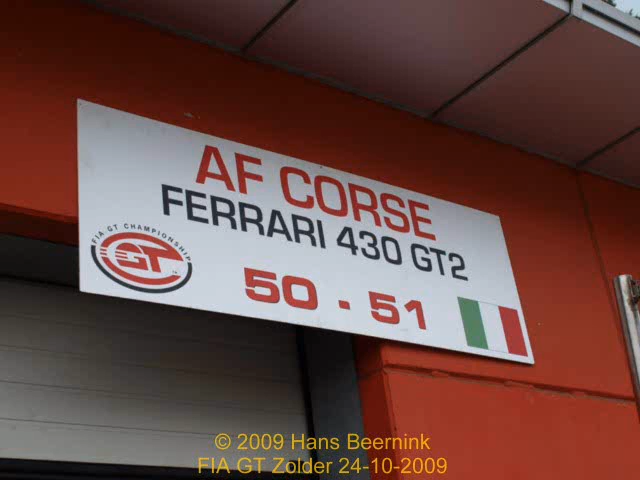 AF CORSE
FERRARI 430 GT2
FIA GT CHAMPIONSHIP
GT
50 - 51
© 2009 Hans Beernink
FIA GT Zolder 24-10-2009